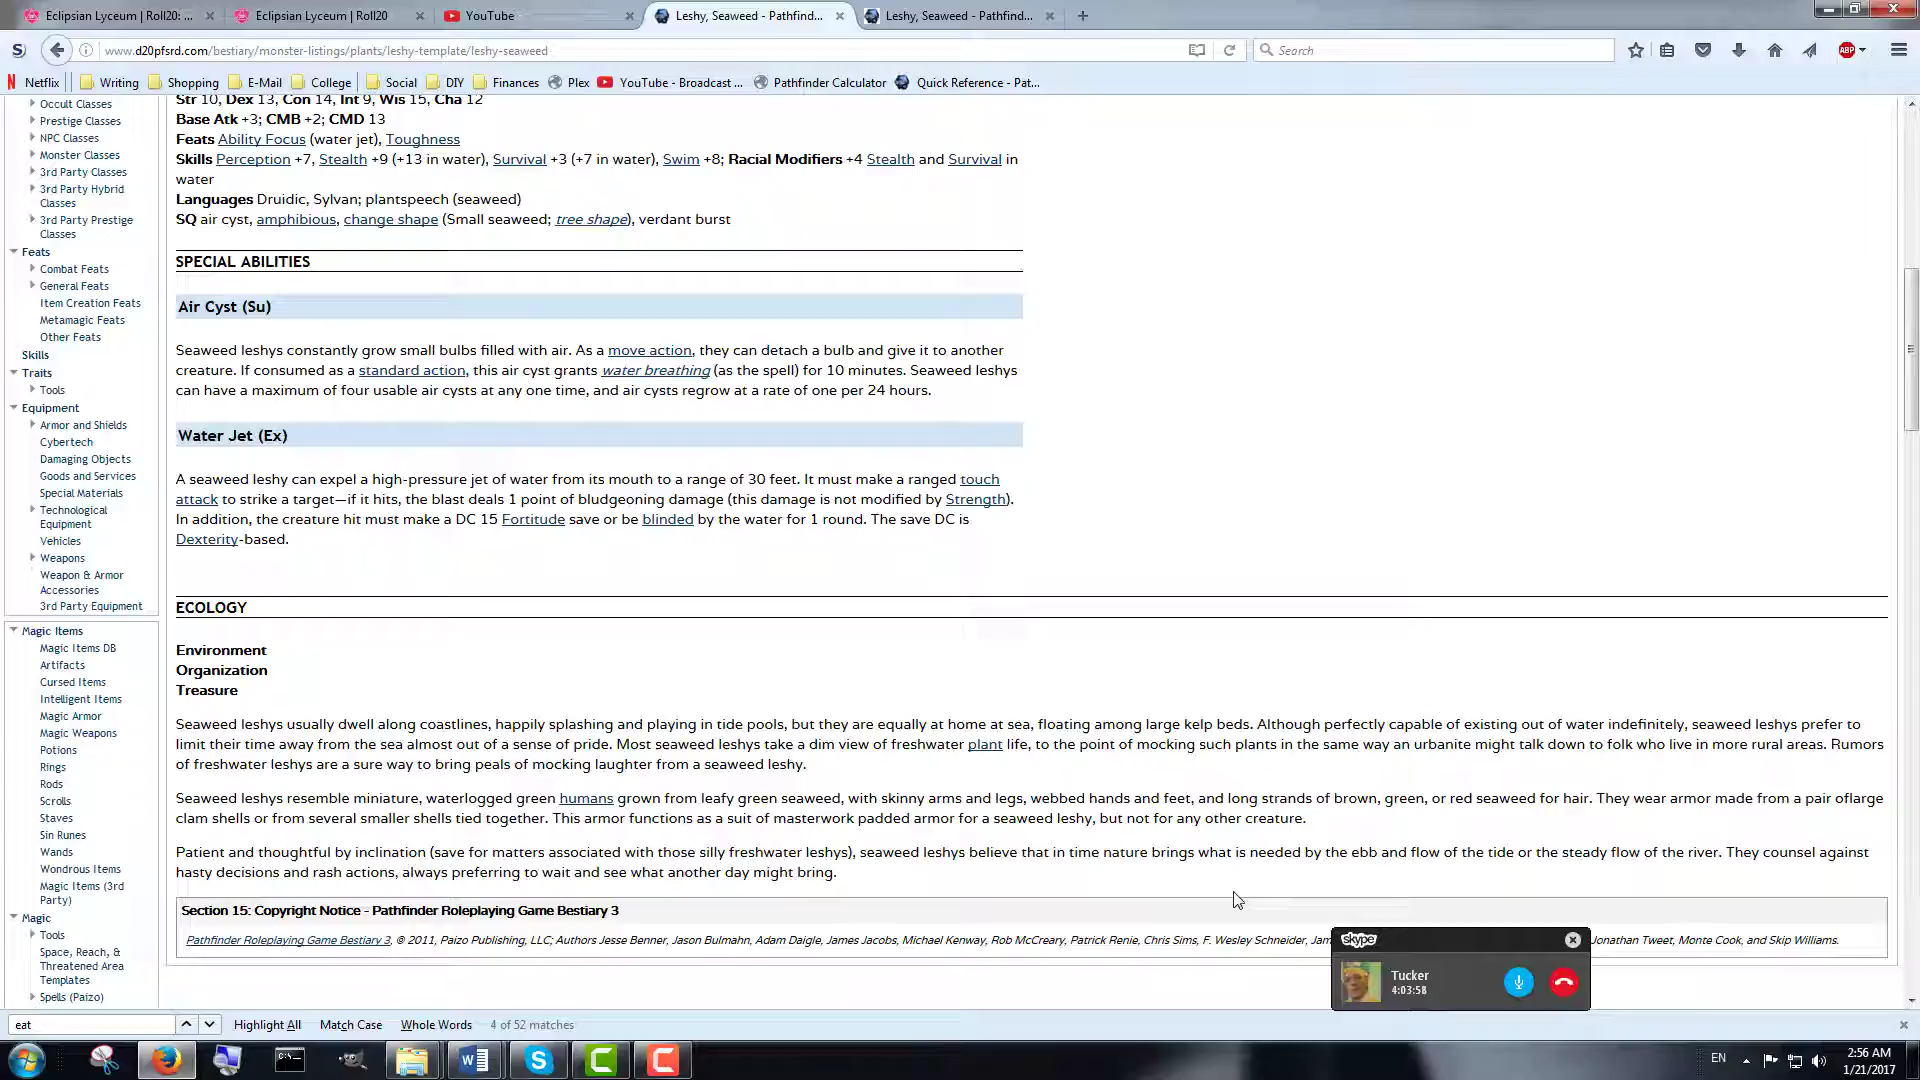 Eclipsian Lyceum | Roll20: ...
Eclipsian Lyceum | Roll20
YouTube
Leshy, Seaweed - Pathfind...
Leshy, Seaweed - Pathfind...
www.d20pfsrd.com/bestiary/monster-listings/plants/leshy-template/leshy-seaweed
Search
ABP
Netflix
Writing
Shopping
E-Mail
College
Social
DIY
Finances
Plex
YouTube - Broadcast ...
Pathfinder Calculator
Quick Reference - Pat...
Occult Classes
Prestige Classes
NPC Classes
Monster Classes
3rd Party Classes
3rd Party Hybrid
Classes
3rd Party Prestige
Classes
Feats
Combat Feats
General Feats
Item Creation Feats
Metamagic Feats
Other Feats
Skills
Traits
Tools
Equipment
Armor and Shields
Cybertech
Damaging Objects
Goods and Services
Special Materials
Technological
Equipment
Vehicles
Weapons
Weapon & Armor
Accessories
3rd Party Equipment
Magic Items
Magic Items DB
Artifacts
Cursed Items
Intelligent Items
Magic Armor
Magic Weapons
Potions
Rings
Rods
Scrolls
Staves
Sin Runes
Wands
Wondrous Items
Magic Items (3rd
Party)
Magic
Tools
Space, Reach, &
Threatened Area
Templates
Spells (Paizo)
Str 10, Dex 13, Con 14, Int 9, Wis 15, Cha 12
Base Atk +3; CMB +2; CMD 13
Feats Ability Focus (water jet), Toughness
Skills Perception +7, Stealth +9 (+13 in water), Survival +3 (+7 in water), Swim +8; Racial Modifiers +4 Stealth and Survival in
water
Languages Druidic, Sylvan; plantspeech (seaweed)
SQ air cyst, amphibious, change shape (Small seaweed; tree shape), verdant burst
SPECIAL ABILITIES
Air Cyst (Su)
Seaweed leshys constantly grow small bulbs filled with air. As a move action, they can detach a bulb and give it to another
creature. If consumed as a standard action, this air cyst grants water breathing (as the spell) for 10 minutes. Seaweed leshys
can have a maximum of four usable air cysts at any one time, and air cysts regrow at a rate of one per 24 hours.
Water Jet (Ex)
A seaweed leshy can expel a high-pressure jet of water from its mouth to a range of 30 feet. It must make a ranged touch
attack to strike a target—if it hits, the blast deals 1 point of bludgeoning damage (this damage is not modified by Strength).
In addition, the creature hit must make a DC 15 Fortitude save or be blinded by the water for 1 round. The save DC is
Dexterity-based.
ECOLOGY
Environment
Organization
Treasure
Seaweed leshys usually dwell along coastlines, happily splashing and playing in tide pools, but they are equally at home at sea, floating among large kelp beds. Although perfectly capable of existing out of water indefinitely, seaweed leshys prefer to
limit their time away from the sea almost out of a sense of pride. Most seaweed leshys take a dim view of freshwater plant life, to the point of mocking such plants in the same way an urbanite might talk down to folk who live in more rural areas. Rumors
of freshwater leshys are a sure way to bring peals of mocking laughter from a seaweed leshy.
Seaweed leshys resemble miniature, waterlogged green humans grown from leafy green seaweed, with skinny arms and legs, webbed hands and feet, and long strands of brown, green, or red seaweed for hair. They wear armor made from a pair oflarge
clam shells or from several smaller shells tied together. This armor functions as a suit of masterwork padded armor for a seaweed leshy, but not for any other creature.
Patient and thoughtful by inclination (save for matters associated with those silly freshwater leshys), seaweed leshys believe that in time nature brings what is needed by the ebb and flow of the tide or the steady flow of the river. They counsel against
hasty decisions and rash actions, always preferring to wait and see what another day might bring.
Section 15: Copyright Notice - Pathfinder Roleplaying Game Bestiary 3
Pathfinder Roleplaying Game Bestiary 3, © 2011, Paizo Publishing, LLC; Authors Jesse Benner, Jason Bulmahn, Adam Daigle, James Jacobs, Michael Kenway, Rob McCreary, Patrick Renie, Chris Sims, F. Wesley Schneider, Jam Jonathan Tweet, Monte Cook, and Skip Williams.
skype
Tucker
4:03:58
eat
Highlight All
Match Case
Whole Words
4 of 52 matches
EN
2:56 AM
1/21/2017